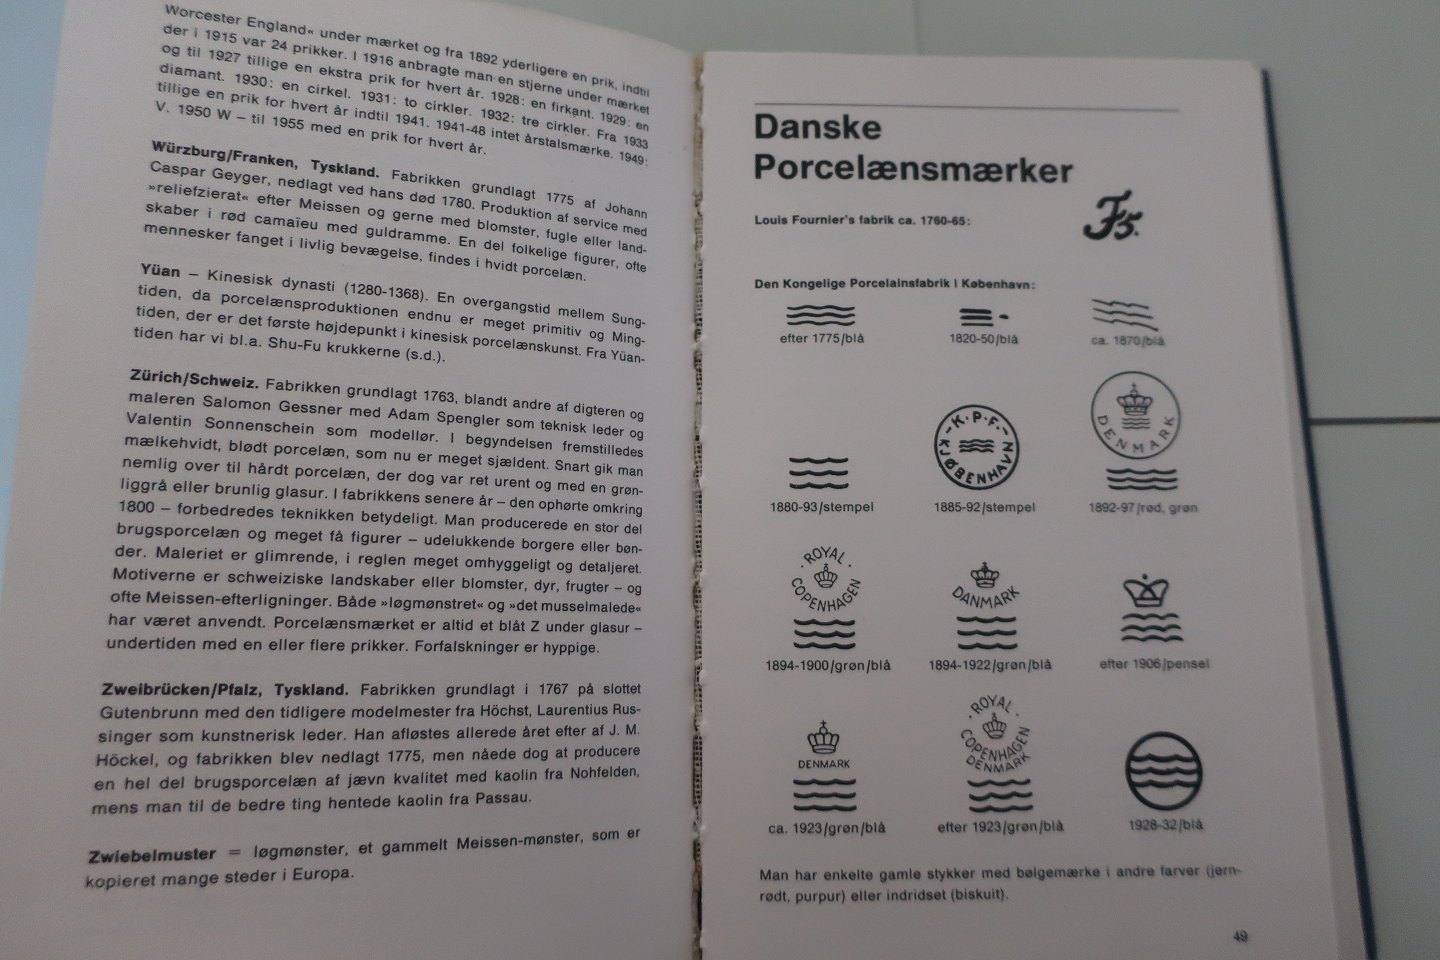 Worcester England« under mærket og fra 1892 yderligere en prik, indtil
der i 1915 var 24 prikker. I 1916 anbragte man en stjerne under mærket
og til 1927 tillige en ekstra prik for hvert år. 1928: en firkant. 1929: en
diamant. 1930: en cirkel. 1931: to cirkler. 1932: tre cirkler. Fra 1933
tillige en prik for hvert år indtil 1941. 1941-48 intet årstalsmærke. 1949:
V. 1950 W – til 1955 med en prik for hvert år.
Würzburg/Franken, Tyskland. Fabrikken grundlagt 1775 af Johann
Caspar Geyger, nedlagt ved hans død 1780. Produktion af service med
»reliefzierat« efter Meissen og gerne med blomster, fugle eller land-
skaber i rød camaïeu med guldramme. En del folkelige figurer, ofte
mennesker fanget i livlig bevægelse, findes i hvidt porcelæn.
Yüan – Kinesisk dynasti (1280-1368). En overgangstid mellem Sung-
tiden, da porcelænsproduktionen endnu er meget primitiv og Ming-
tiden, der er det første højdepunkt i kinesisk porcelænskunst. Fra Yüan-
tiden har vi bl.a. Shu-Fu krukkerne (s.d.).
Zürich/Schweiz. Fabrikken grundlagt 1763, blandt andre af digteren og
maleren Salomon Gessner med Adam Spengler som teknisk leder og
Valentin Sonnenschein som modellør. I begyndelsen fremstilledes
mælkehvidt, blødt porcelæn, som nu er meget sjældent. Snart gik man
nemlig over til hårdt porcelæn, der dog var ret urent og med en grøn-
liggrå eller brunlig glasur. I fabrikkens senere år – den ophørte omkring
1800 – forbedredes teknikken betydeligt. Man producerede en stor del
brugsporcelæn og meget få figurer – udelukkende borgere eller bøn-
der. Maleriet er glimrende, i reglen meget omhyggeligt og detaljeret.
Motiverne er schweiziske landskaber eller blomster, dyr, frugter – og
ofte Meissen-efterligninger. Både »løgmønstret« og »det musselmalede«
har været anvendt. Porcelænsmærket er altid et blåt Z under glasur –
undertiden med en eller flere prikker. Forfalskninger er hyppige.
Zweibrücken/Pfalz, Tyskland. Fabrikken grundlagt i 1767 på slottet
Gutenbrunn med den tidligere modelmester fra Höchst, Laurentius Rus-
singer som kunstnerisk leder. Han afløstes allerede året efter af J. M.
Höckel, og fabrikken blev nedlagt 1775, men nåede dog at producere
en hel del brugsporcelæn af jævn kvalitet med kaolin fra Nohfelden,
mens man til de bedre ting hentede kaolin fra Passau.
Zwiebelmuster = løgmønster, et gammelt Meissen-mønster, som er
kopieret mange steder i Europa.
Danske
Porcelænsmærker
Louis Fournier's fabrik ca. 1760-65:
F5.
Den Kongelige Porcelainsfabrik i København:
efter 1775/blå
1820-50/blå
ca. 1870/blå
K·P·F·
KJØBENHAVN
DENMARK
1880-93/stempel
1885-92/stempel
1892-97/rød, grøn
·ROYAL·
COPENHAGEN
DANMARK
1894-1900/grøn/blå
1894-1922/grøn/blå
efter 1906/pensel
DENMARK
·ROYAL·
COPENHAGEN
DENMARK
ca. 1923/grøn/blå
efter 1923/grøn/blå
1928-32/blå
Man har enkelte gamle stykker med bølgemærke i andre farver (jern-
rødt, purpur) eller indridset (biskuit).
49